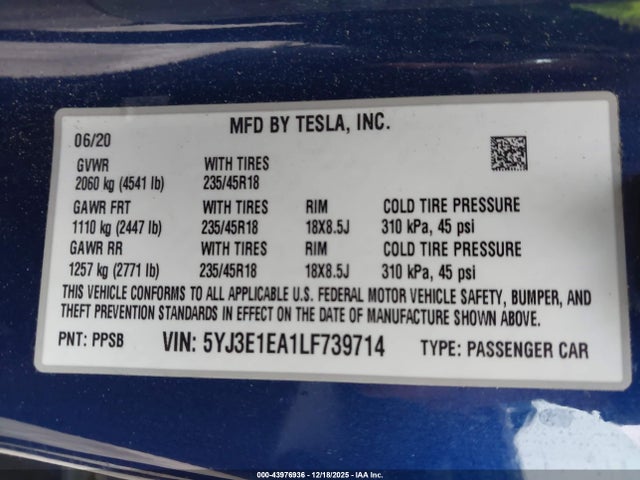 MFD BY TESLA, INC.
06/20
GVWR WITH TIRES
2060 kg (4541 lb) 235/45R18
GAWR FRT WITH TIRES RIM COLD TIRE PRESSURE
1110 kg (2447 lb) 235/45R18 18X8.5J 310 kPa, 45 psi
GAWR RR WITH TIRES RIM COLD TIRE PRESSURE
1257 kg (2771 lb) 235/45R18 18X8.5J 310 kPa, 45 psi
THIS VEHICLE CONFORMS TO ALL APPLICABLE U.S. FEDERAL MOTOR VEHICLE SAFETY, BUMPER, AND
THEFT PREVENTION STANDARDS IN EFFECT ON THE DATE OF MANUFACTURE SHOWN ABOVE.
PNT: PPSB VIN: 5YJ3E1EA1LF739714 TYPE: PASSENGER CAR
000-43976936 - 12/18/2025 - IAA Inc.